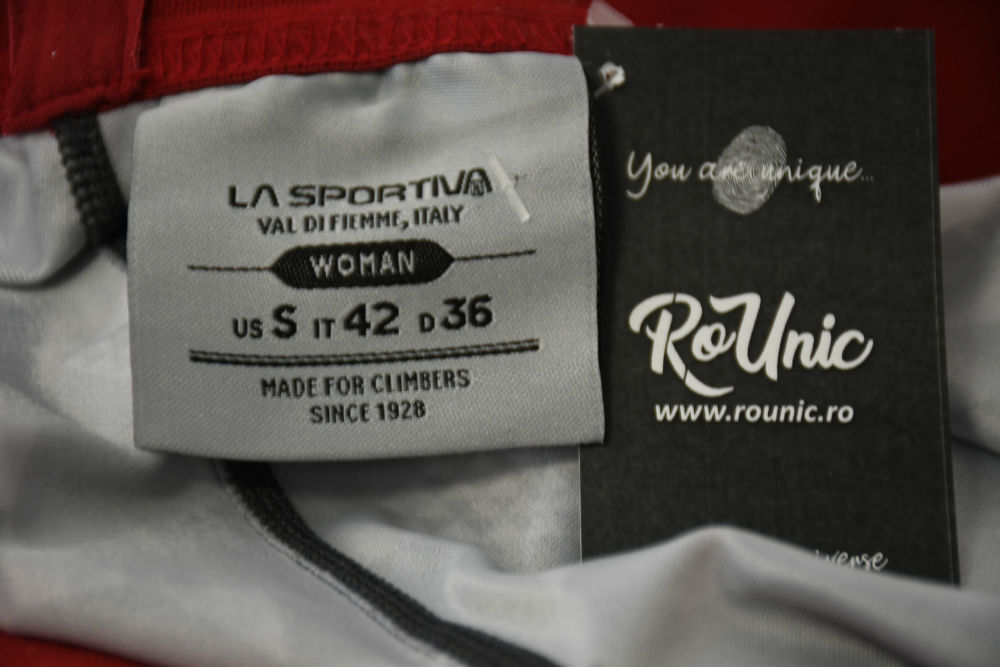 LA SPORTIVA
VAL DI FIEMME, ITALY
WOMAN
US S IT 42 D 36
MADE FOR CLIMBERS
SINCE 1928
You are unique...
RoUnic
www.rounic.ro